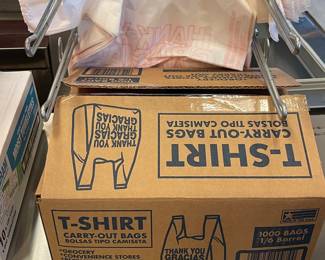 THANK
THANK YOU
GRACIAS
THANK YOU
GRACIAS
T-SHIRT
CARRY-OUT BAGS
BOLSAS TIPO CAMISETA
T-SHIRT
CARRY-OUT BAGS
BOLSAS TIPO CAMISETA
*GROCERY
*CONVENIENCE STORES
THANK YOU
GRACIAS
1000 BAGS
1/6 Barrel